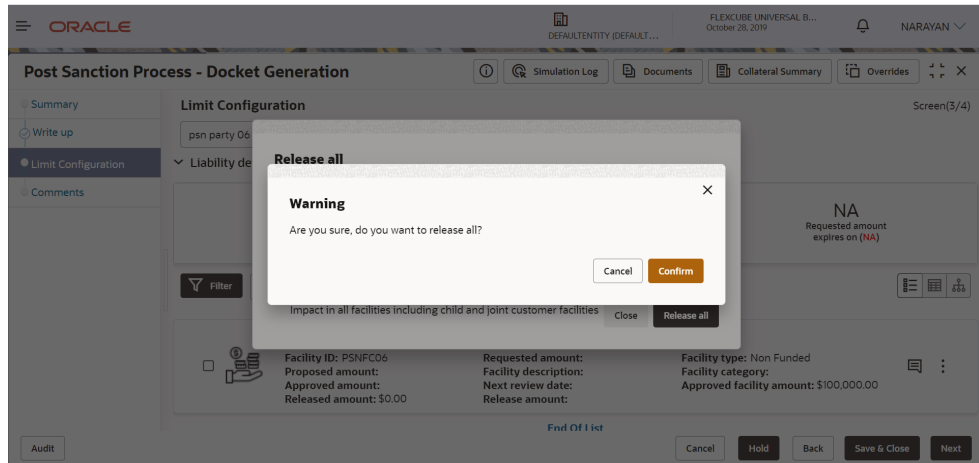 ORACLE
DEFAULTENTITY (DEFAULT...
FLEXCUBE UNIVERSAL B...
October 28, 2019
NARAYAN
Post Sanction Process - Docket Generation
Simulation Log
Documents
Collateral Summary
Overrides
Summary
Write up
Limit Configuration
Comments
Limit Configuration
Screen(3/4)
psn party 06
Liability de
Release all
Warning
Are you sure, do you want to release all?
Cancel
Confirm
NA
Requested amount
expires on (NA)
Filter
Impact in all facilities including child and joint customer facilities
Close
Release all
Facility ID: PSNFC06
Proposed amount:
Approved amount:
Released amount: $0.00
Requested amount:
Facility description:
Next review date:
Release amount:
Facility type: Non Funded
Facility category:
Approved facility amount: $100,000.00
End Of List
Audit
Cancel
Hold
Back
Save & Close
Next